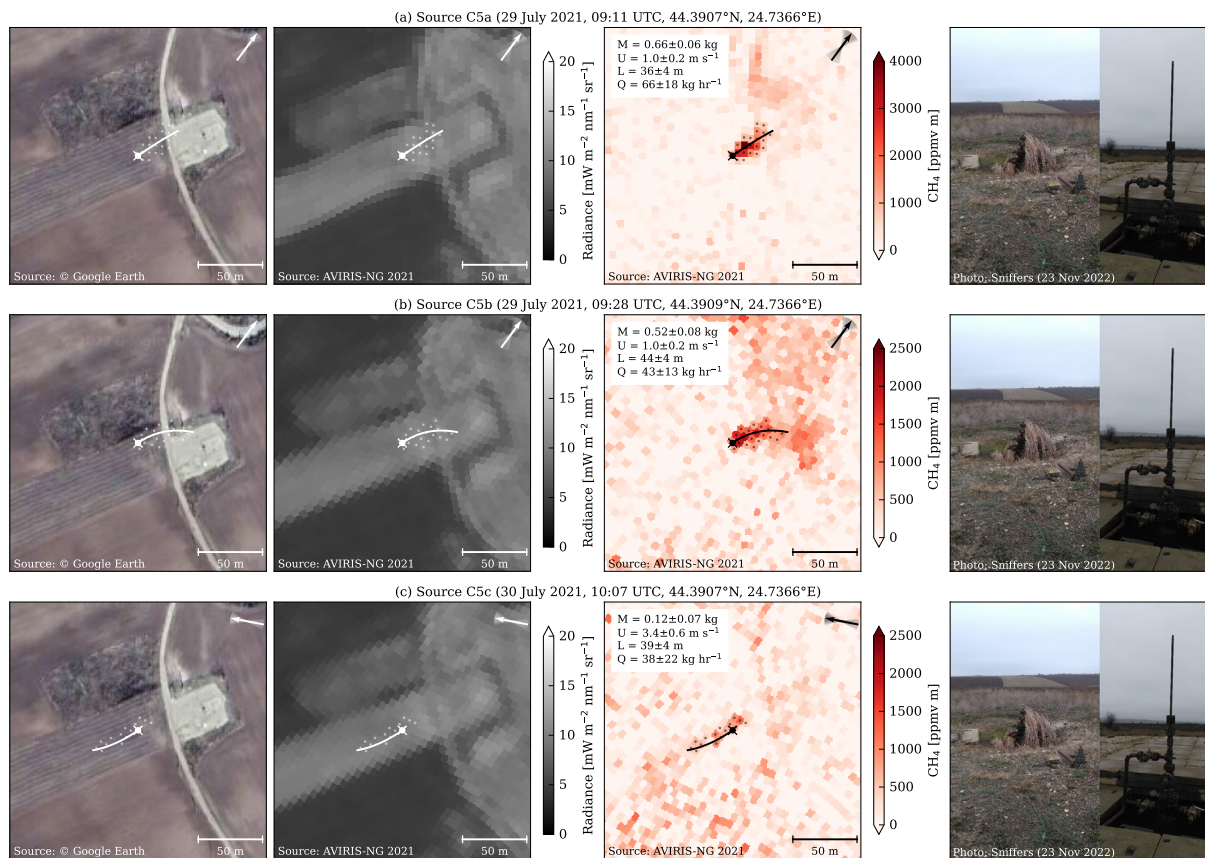 (a) Source C5a (29 July 2021, 09:11 UTC, 44.3907°N, 24.7366°E)
Source: © Google Earth
50 m
Source: AVIRIS-NG 2021
50 m
20
15
10
5
0
Radiance [mW m⁻² nm⁻¹ sr⁻¹]
M = 0.66±0.06 kg
U = 1.0±0.2 m s⁻¹
L = 36±4 m
Q = 66±18 kg hr⁻¹
Source: AVIRIS-NG 2021
50 m
4000
3000
2000
1000
0
CH₄ [ppmv m]
Photo: Sniffers (23 Nov 2022)
(b) Source C5b (29 July 2021, 09:28 UTC, 44.3909°N, 24.7366°E)
Source: © Google Earth
50 m
Source: AVIRIS-NG 2021
50 m
20
15
10
5
0
Radiance [mW m⁻² nm⁻¹ sr⁻¹]
M = 0.52±0.08 kg
U = 1.0±0.2 m s⁻¹
L = 44±4 m
Q = 43±13 kg hr⁻¹
Source: AVIRIS-NG 2021
50 m
2500
2000
1500
1000
500
0
CH₄ [ppmv m]
Photo: Sniffers (23 Nov 2022)
(c) Source C5c (30 July 2021, 10:07 UTC, 44.3907°N, 24.7366°E)
Source: © Google Earth
50 m
Source: AVIRIS-NG 2021
50 m
20
15
10
5
0
Radiance [mW m⁻² nm⁻¹ sr⁻¹]
M = 0.12±0.07 kg
U = 3.4±0.6 m s⁻¹
L = 39±4 m
Q = 38±22 kg hr⁻¹
Source: AVIRIS-NG 2021
50 m
2500
2000
1500
1000
500
0
CH₄ [ppmv m]
Photo: Sniffers (23 Nov 2022)